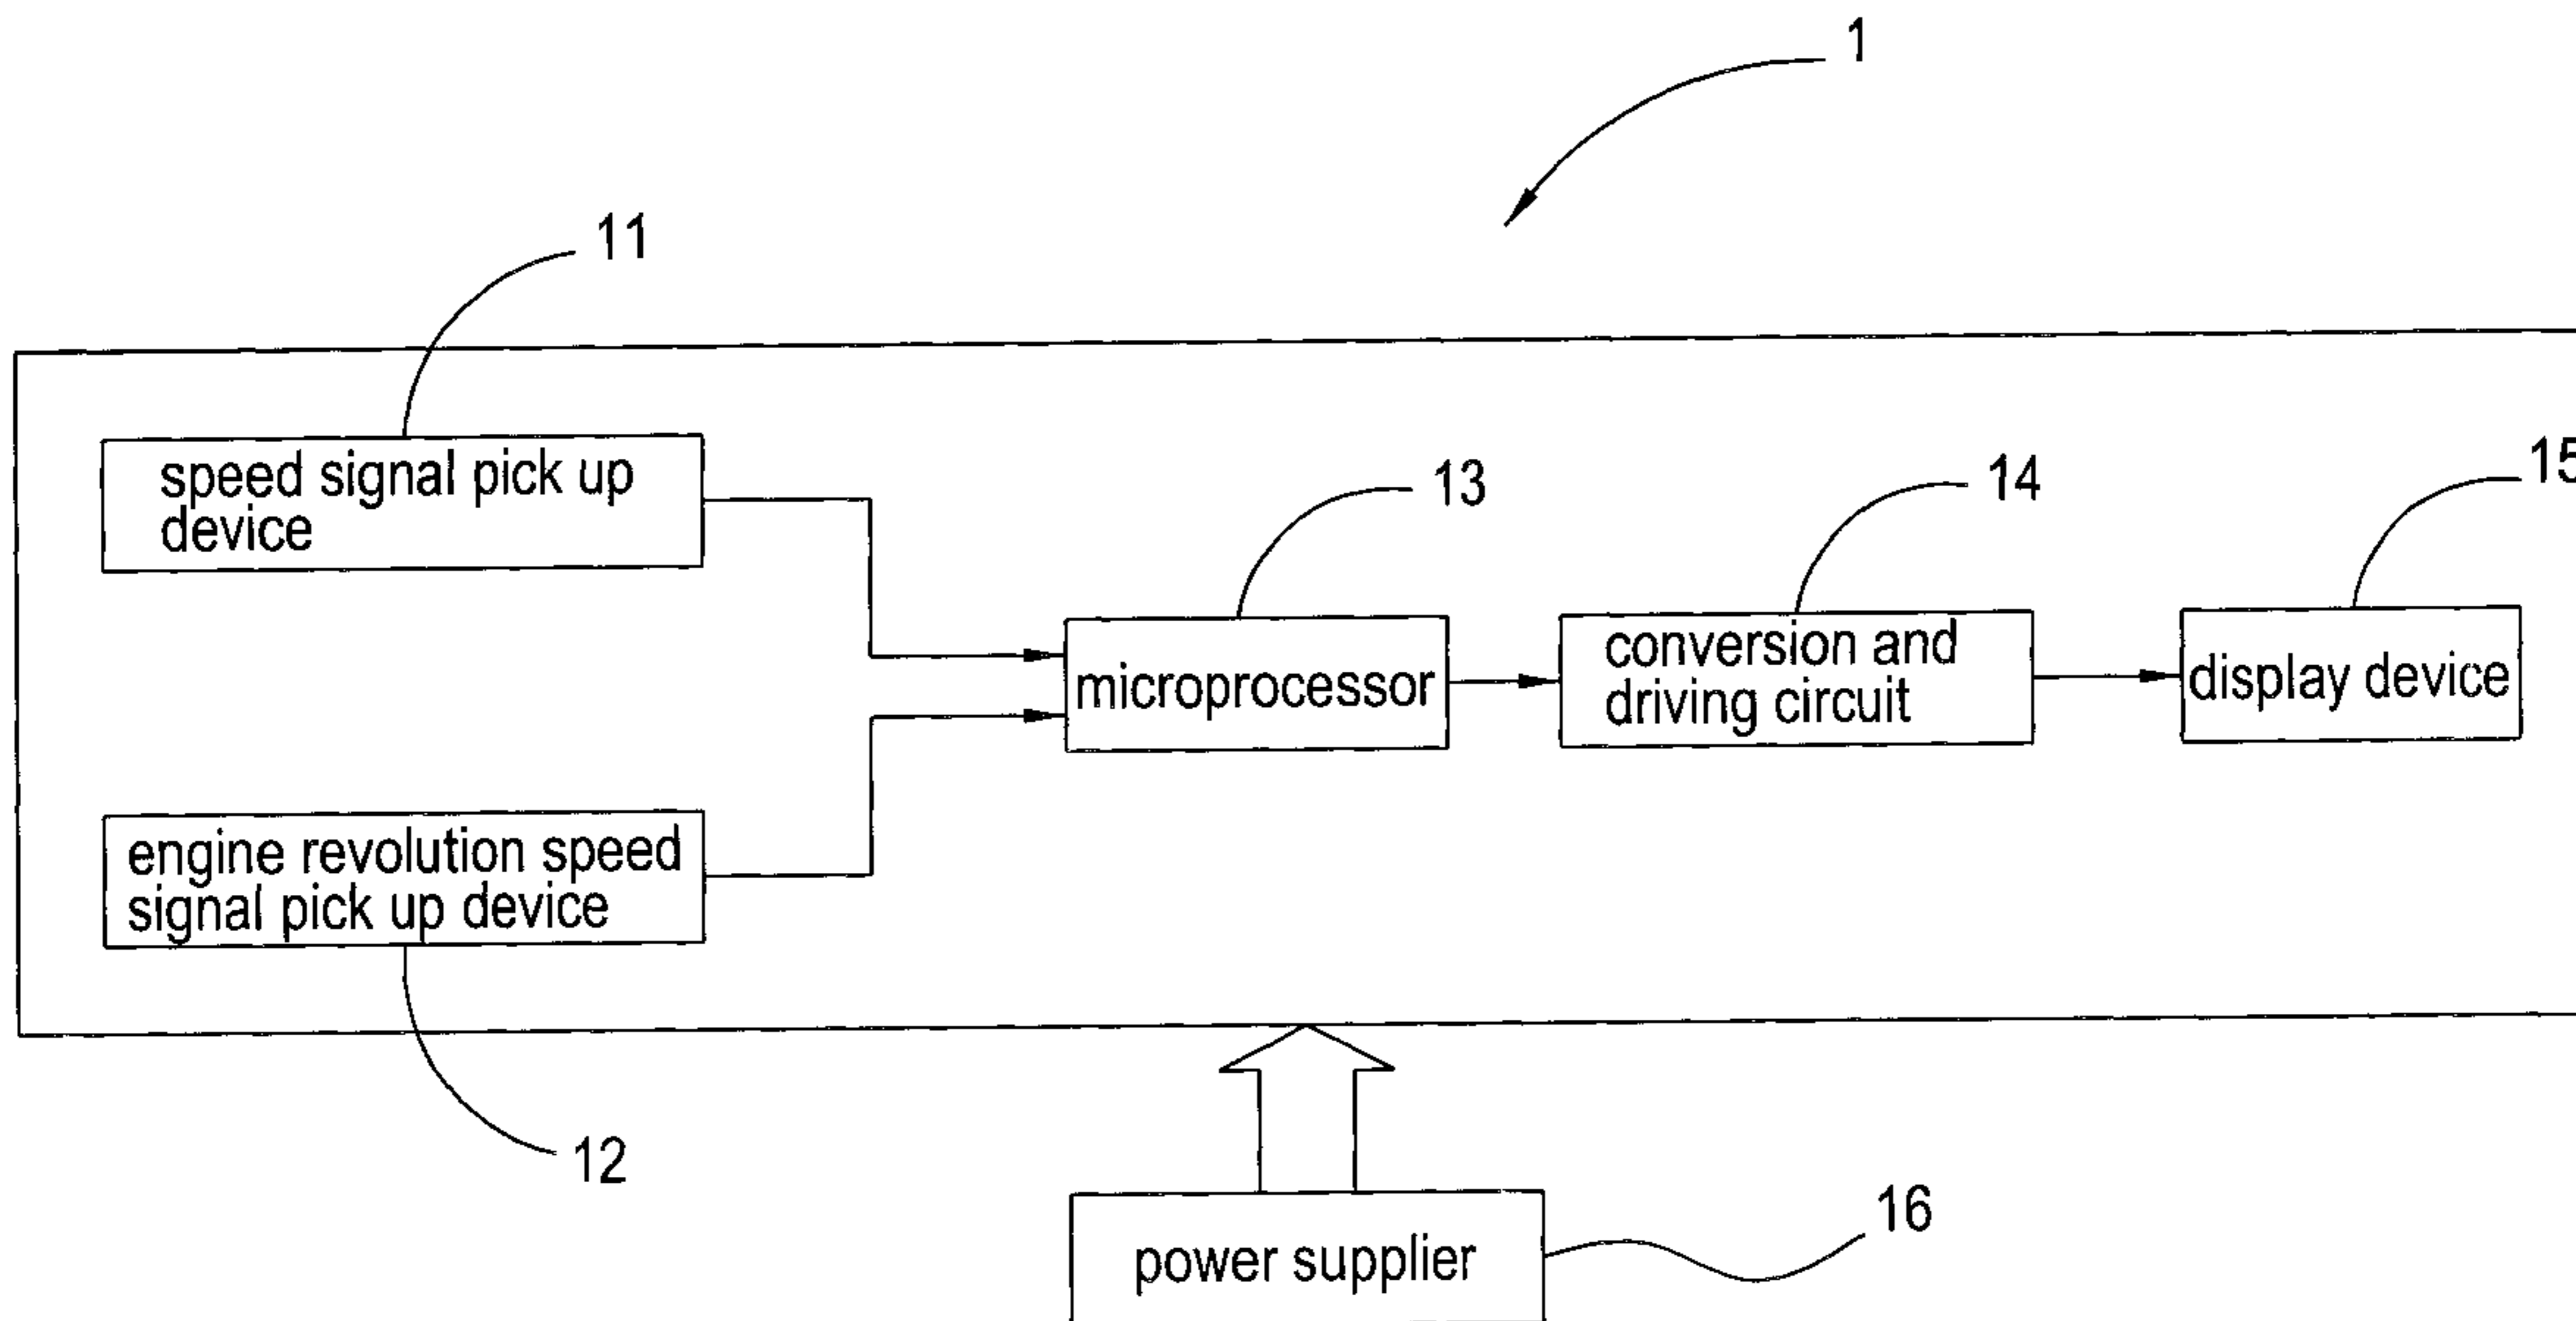 1
11
speed signal pick up
device
13
14
15
microprocessor
conversion and
driving circuit
display device
engine revolution speed
signal pick up device
12
16
power supplier